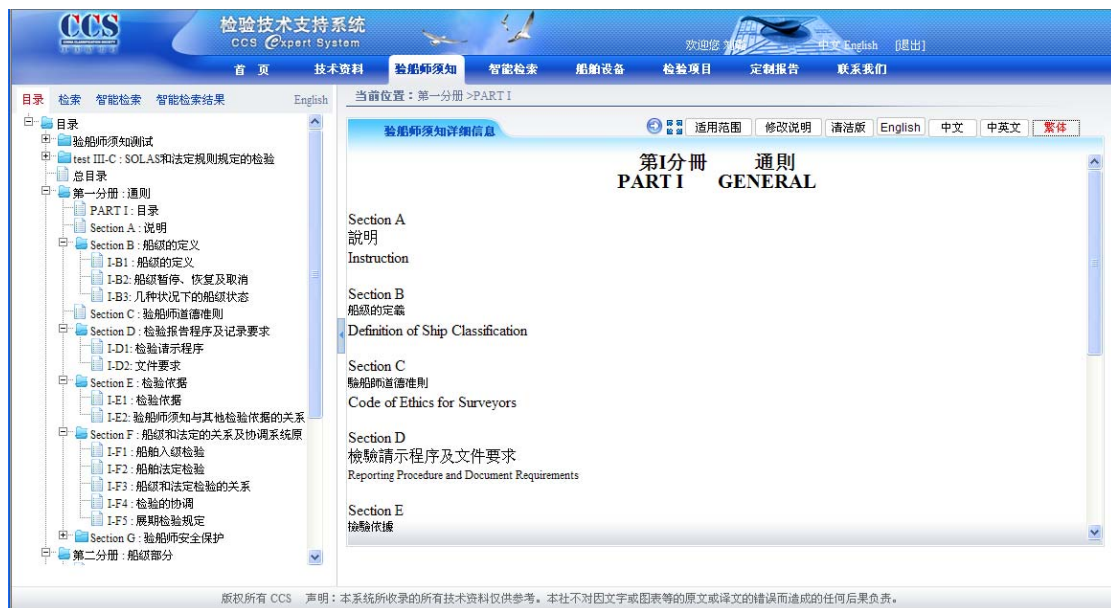 CCS
CHINA CLASSIFICATION SOCIETY
检验技术支持系统
CCS @xpert System
欢迎您
中文 English [退出]
首 页 技术资料 验船师须知 智能检索 船舶设备 检验项目 定制报告 联系我们
目录 检索 智能检索 智能检索结果 English
当前位置：第一分册 >PART I
目录
验船师须知测试
test III-C : SOLAS和法定规则规定的检验
总目录
第一分册 : 通则
PART I : 目录
Section A : 说明
Section B : 船级的定义
I-B1 : 船级的定义
I-B2: 船级暂停、恢复及取消
I-B3: 几种状况下的船级状态
Section C : 验船师道德准则
Section D : 检验报告程序及记录要求
I-D1: 检验请示程序
I-D2: 文件要求
Section E : 检验依据
I-E1 : 检验依据
I-E2: 验船师须知与其他检验依据的关系
Section F : 船级和法定的关系及协调系统原
I-F1 : 船舶入级检验
I-F2 : 船舶法定检验
I-F3 : 船级和法定检验的关系
I-F4 : 检验的协调
I-F5 : 展期检验规定
Section G : 验船师安全保护
第二分册 : 船级部分
验船师须知详细信息
适用范围 修改说明 清洁版 English 中文 中英文 繁体
第I分冊 通則
PART I GENERAL
Section A
說明
Instruction
Section B
船級的定義
Definition of Ship Classification
Section C
驗船師道德準則
Code of Ethics for Surveyors
Section D
檢驗請示程序及文件要求
Reporting Procedure and Document Requirements
Section E
檢驗依據
版权所有 CCS 声明：本系统所收录的所有技术资料仅供参考。本社不对因文字或图表等的原文或译文的错误而造成的任何后果负责。